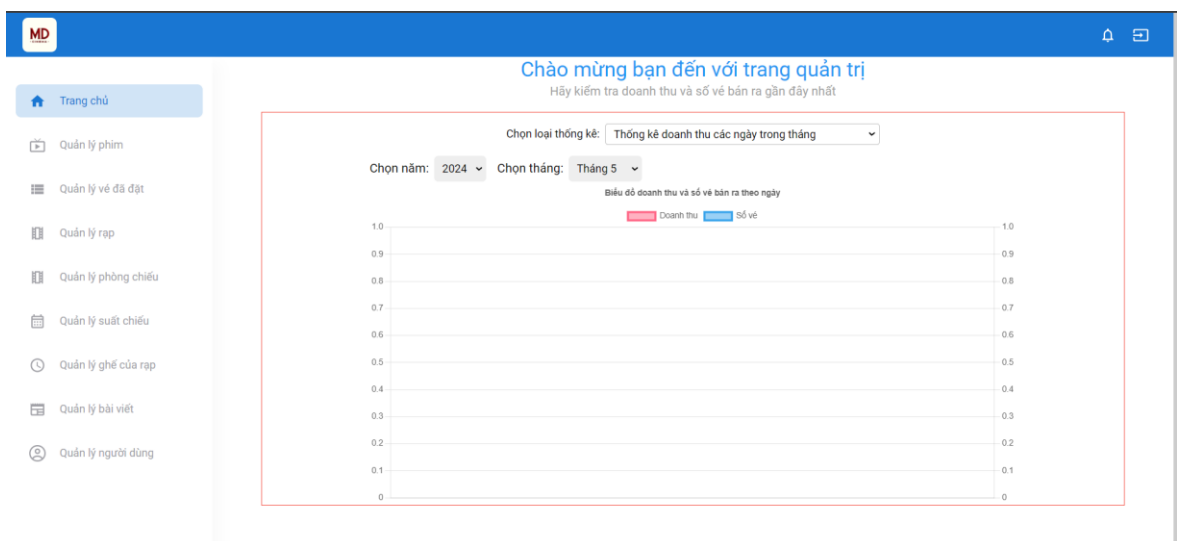 MD
Chào mừng bạn đến với trang quản trị
Hãy kiểm tra doanh thu và số vé bán ra gần đây nhất
Trang chủ
Quản lý phim
Quản lý vé đã đặt
Quản lý rạp
Quản lý phòng chiếu
Quản lý suất chiếu
Quản lý ghế của rạp
Quản lý bài viết
Quản lý người dùng
Chọn loại thống kê: Thống kê doanh thu các ngày trong tháng
Chọn năm: 2024 Chọn tháng: Tháng 5
Biểu đồ doanh thu và số vé bán ra theo ngày
Doanh thu Số vé
1.0 1.0
0.9 0.9
0.8 0.8
0.7 0.7
0.6 0.6
0.5 0.5
0.4 0.4
0.3 0.3
0.2 0.2
0.1 0.1
0 0